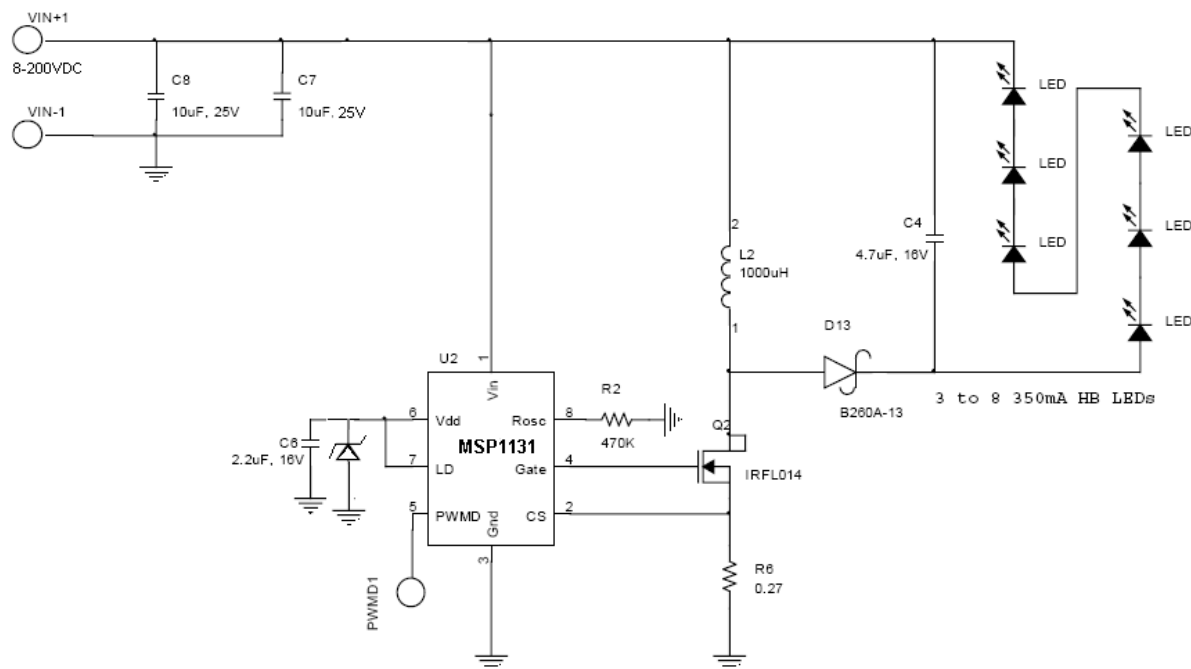 VIN+1
8-200VDC
VIN-1
C8
10uF, 25V
C7
10uF. 25V
LED
LED
LED
LED
LED
LED
2
L2
1000uH
1
C4
4.7uF, 16V
D13
B260A-13
3 to 8 350mA HB LEDs
U2
1
Vin
6
Vdd
Rosc
8
R2
470K
MSP1131
C6
2.2uF, 16V
7
LD
Gate
4
Q2
IRFL014
5
PWMD
Gnd
CS
2
3
PWMD1
R6
0.27